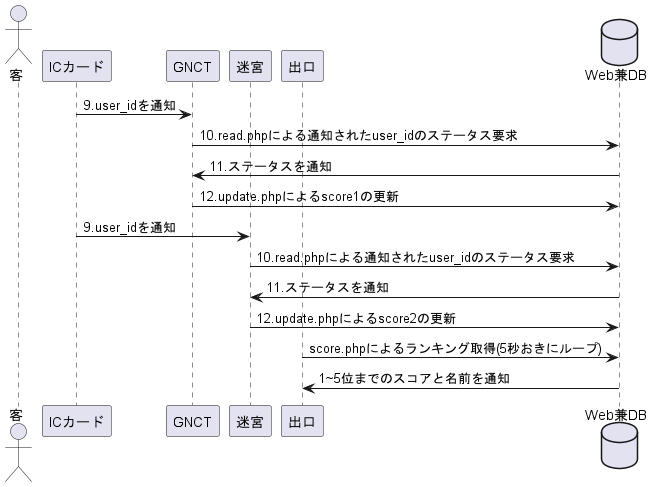 客
ICカード
GNCT
迷宮
出口
Web兼DB
9.user_idを通知
10.read.phpによる通知されたuser_idのステータス要求
11.ステータスを通知
12.update.phpによるscore1の更新
9.user_idを通知
10.read.phpによる通知されたuser_idのステータス要求
11.ステータスを通知
12.update.phpによるscore2の更新
score.phpによるランキング取得(5秒おきにループ)
1~5位までのスコアと名前を通知
客
ICカード
GNCT
迷宮
出口
Web兼DB